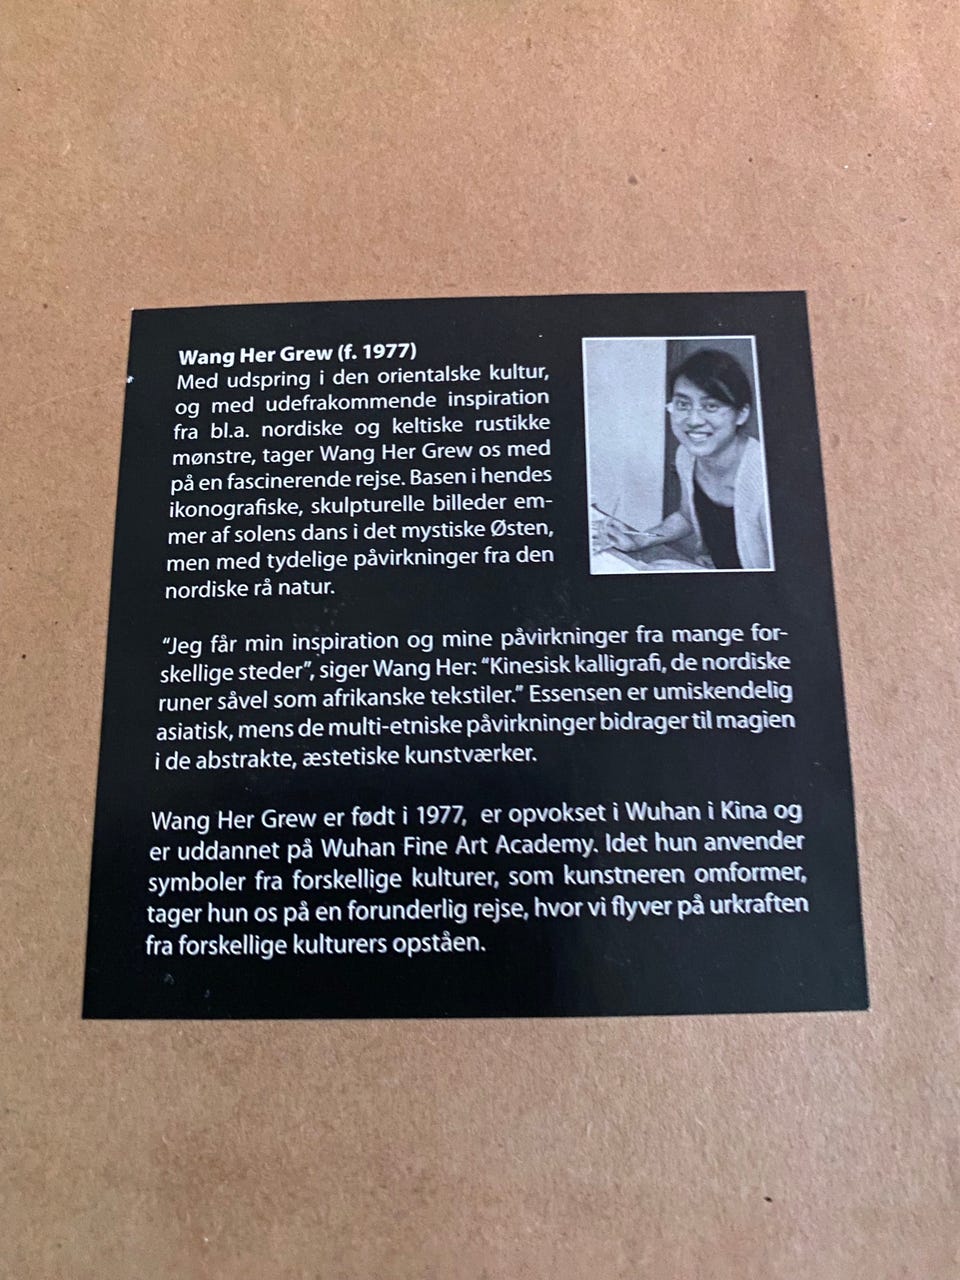 Wang Her Grew (f. 1977)
Med udspring i den orientalske kultur,
og med udefrakommende inspiration
fra bl.a. nordiske og keltiske rustikke
mønstre, tager Wang Her Grew os med
på en fascinerende rejse. Basen i hendes
ikonografiske, skulpturelle billeder em-
mer af solens dans i det mystiske Østen,
men med tydelige påvirkninger fra den
nordiske rå natur.
“Jeg får min inspiration og mine påvirkninger fra mange for-
skellige steder”, siger Wang Her: “Kinesisk kalligrafi, de nordiske
runer såvel som afrikanske tekstiler.” Essensen er umiskendelig
asiatisk, mens de multi-etniske påvirkninger bidrager til magien
i de abstrakte, æstetiske kunstværker.
Wang Her Grew er født i 1977, er opvokset i Wuhan i Kina og
er uddannet på Wuhan Fine Art Academy. Idet hun anvender
symboler fra forskellige kulturer, som kunstneren omformer,
tager hun os på en forunderlig rejse, hvor vi flyver på urkraften
fra forskellige kulturers opståen.